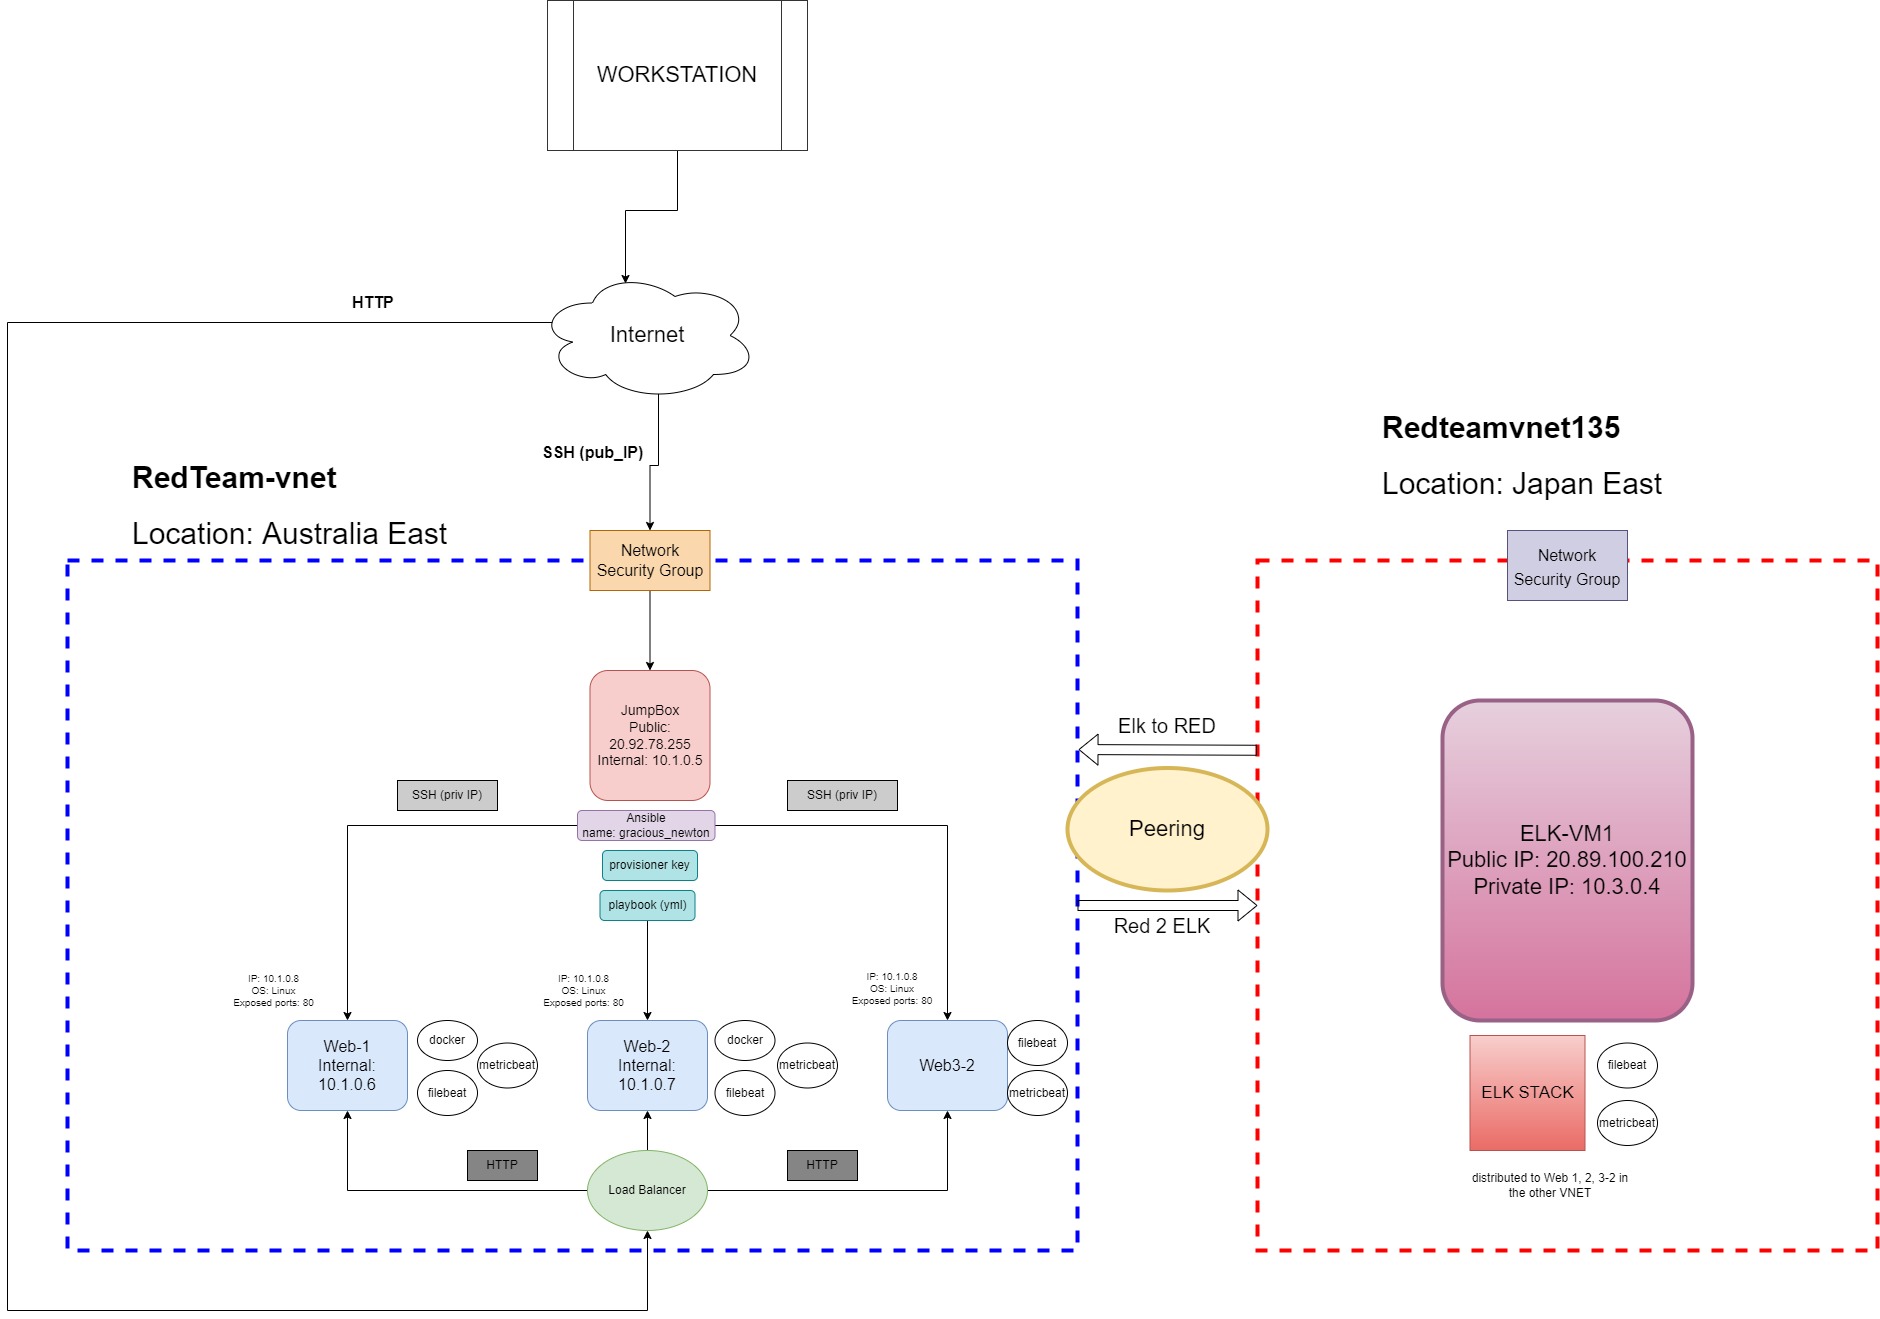 WORKSTATION
HTTP
Internet
SSH (pub_IP)
RedTeam-vnet
Location: Australia East
Redteamvnet135
Location: Japan East
Network
Security Group
Network
Security Group
JumpBox
Public:
20.92.78.255
Internal: 10.1.0.5
SSH (priv IP)
SSH (priv IP)
Ansible
name: gracious_newton
provisioner key
playbook (yml)
Elk to RED
Peering
Red 2 ELK
ELK-VM1
Public IP: 20.89.100.210
Private IP: 10.3.0.4
IP: 10.1.0.8
OS: Linux
Exposed ports: 80
IP: 10.1.0.8
OS: Linux
Exposed ports: 80
IP: 10.1.0.8
OS: Linux
Exposed ports: 80
Web-1
Internal:
10.1.0.6
docker
metricbeat
filebeat
Web-2
Internal:
10.1.0.7
docker
metricbeat
filebeat
Web3-2
filebeat
metricbeat
ELK STACK
filebeat
metricbeat
HTTP
HTTP
Load Balancer
distributed to Web 1, 2, 3-2 in
the other VNET